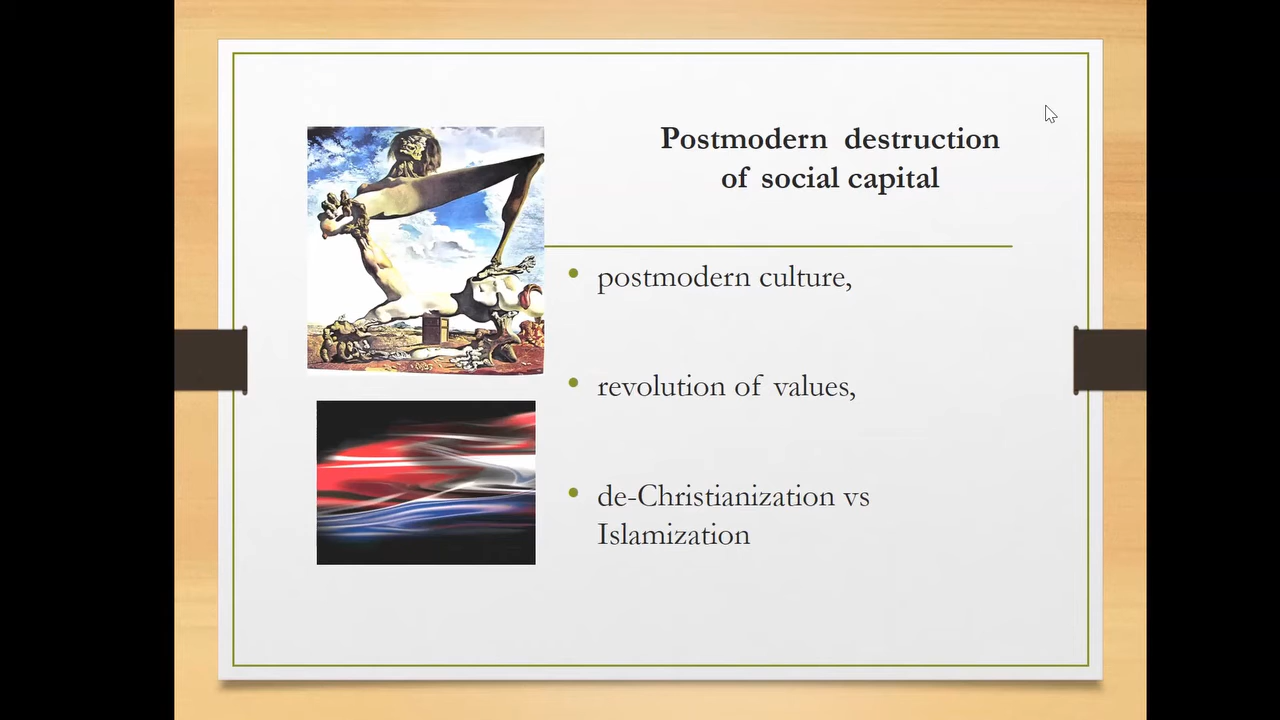 Postmodern destruction
of social capital
• postmodern culture,
• revolution of values,
• de-Christianization vs
Islamization